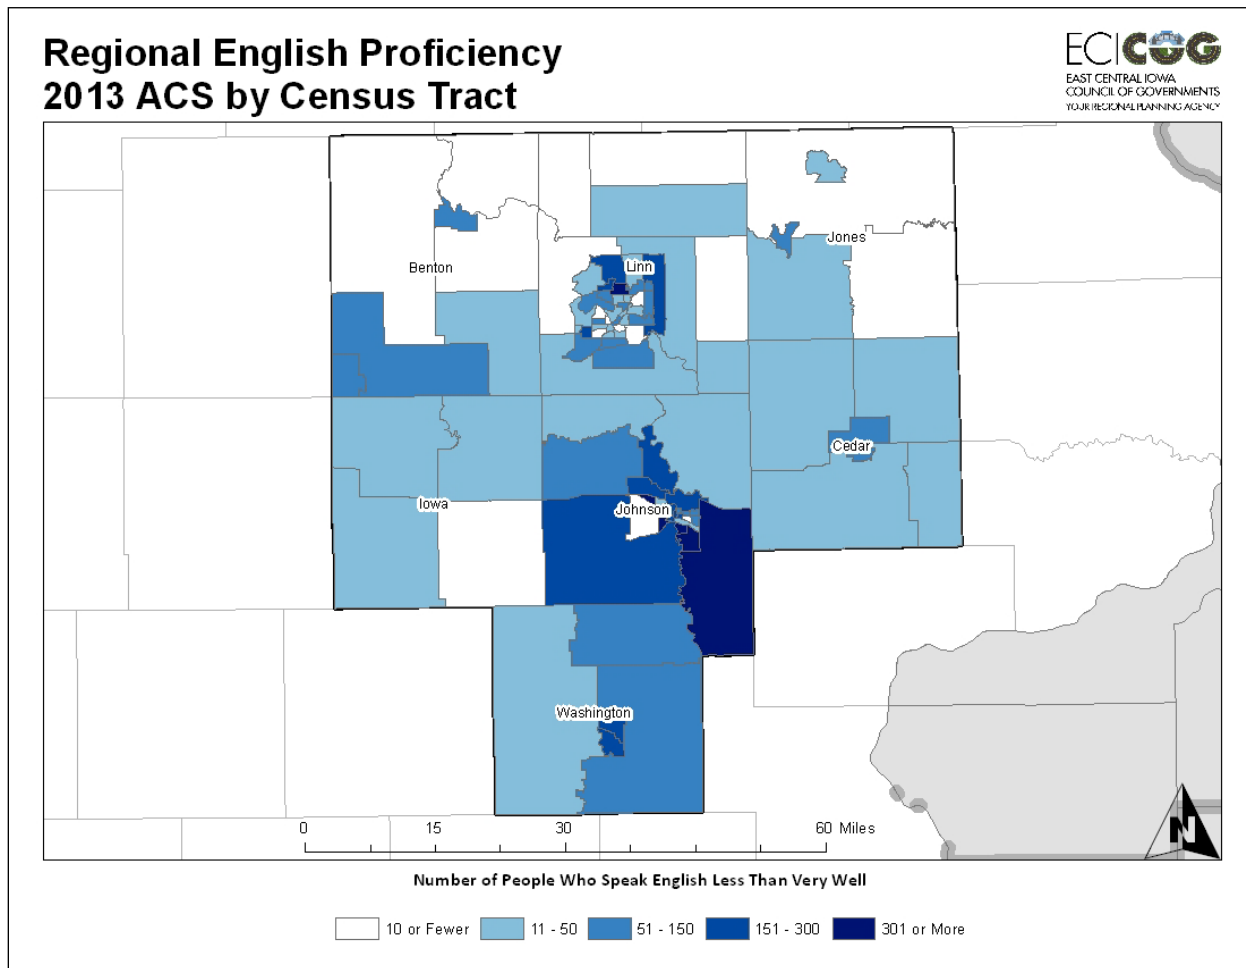 Regional English Proficiency
2013 ACS by Census Tract
ECICOG
EAST CENTRAL IOWA
COUNCIL OF GOVERNMENTS
YOUR REGIONAL PLANNING AGENCY
Jones
Benton
Linn
Cedar
Iowa
Johnson
Washington
0 15 30 60 Miles
N
Number of People Who Speak English Less Than Very Well
10 or Fewer 11 - 50 51 - 150 151 - 300 301 or More